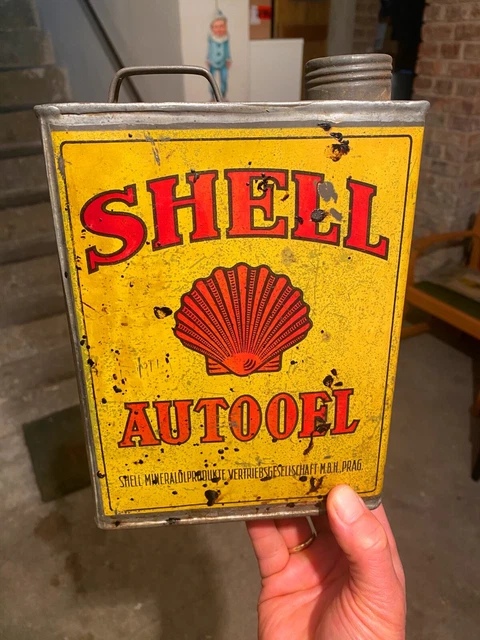 SHELL
AUTOOEL
SHELL MINERALÖLPRODUKTE VERTRIEBSGESELLSCHAFT M.B.H. PRAG.